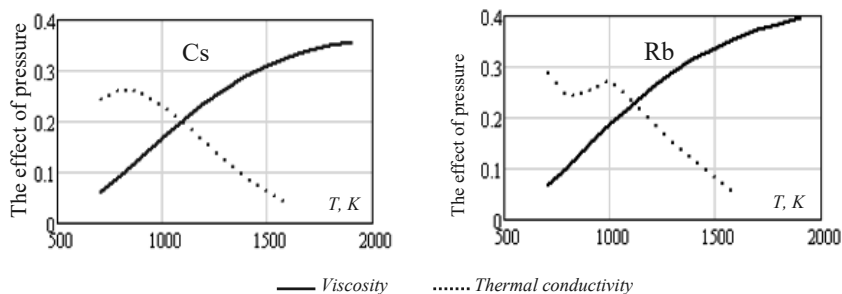 The effect of pressure
0.4
0.3
0.2
0.1
0
500
1000
1500
2000
Cs
T, K
The effect of pressure
0.4
0.3
0.2
0.1
0
500
1000
1500
2000
Rb
T, K
Viscosity
Thermal conductivity